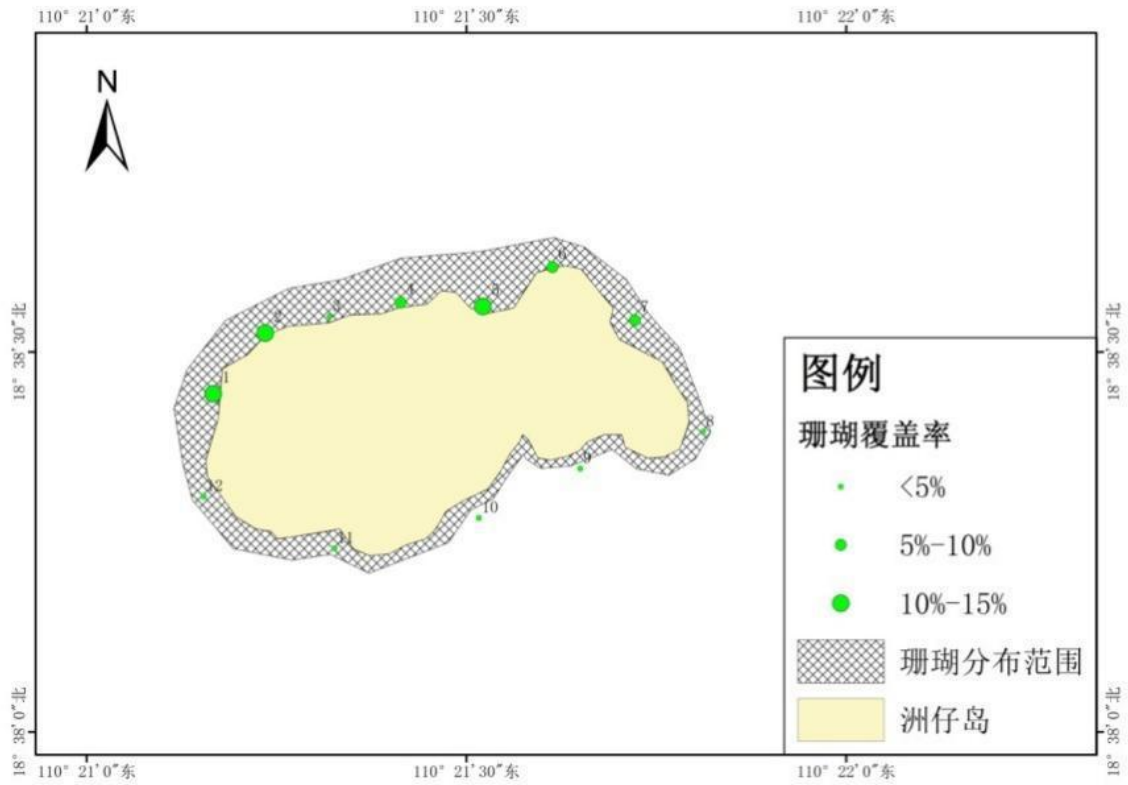 110° 21′0″东
110° 21′30″东
110° 22′0″东
N
6
4
5
3
7
2
18° 38′30″北
18° 38′30″北
1
8
9
12
10
11
图例
珊瑚覆盖率
<5%
5%-10%
10%-15%
珊瑚分布范围
洲仔岛
18° 38′0″北
18° 38′0″北
110° 21′0″东
110° 21′30″东
110° 22′0″东